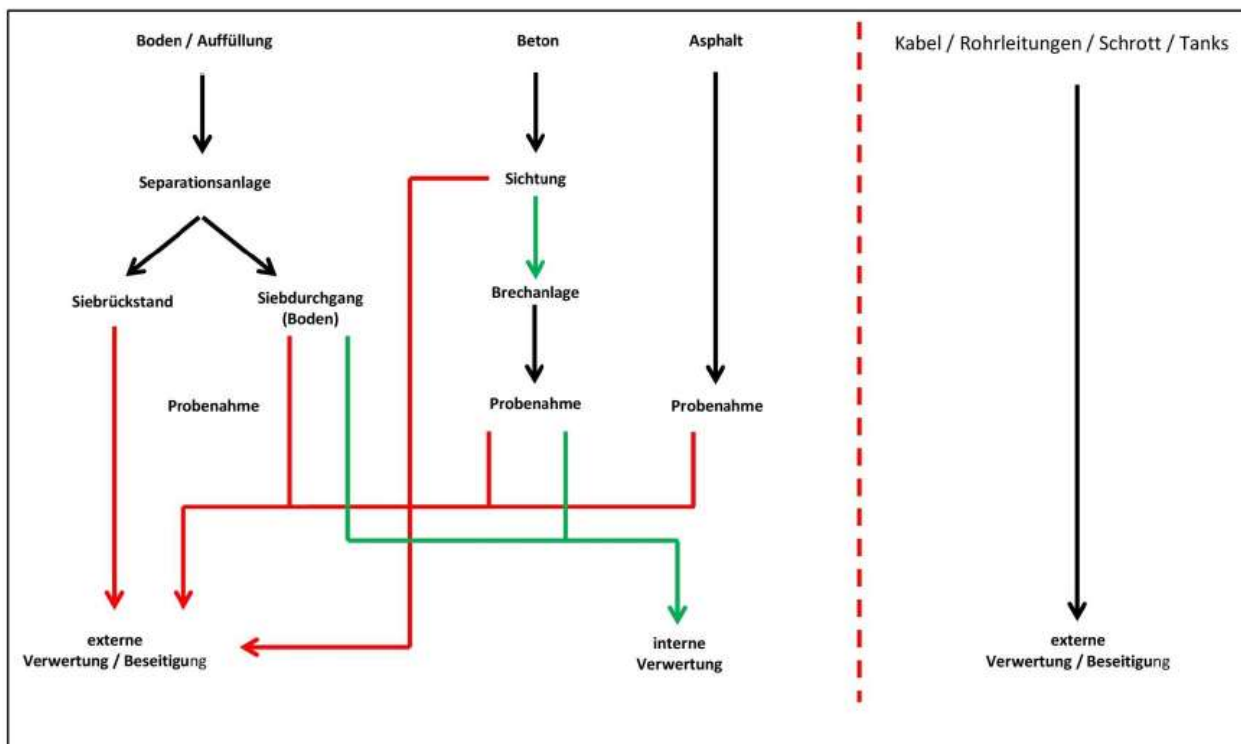 Boden / Auffüllung
Beton
Asphalt
Kabel / Rohrleitungen / Schrott / Tanks
Separationsanlage
Sichtung
Siebrückstand
Siebdurchgang
(Boden)
Brechanlage
Probenahme
Probenahme
Probenahme
externe
Verwertung / Beseitigung
interne
Verwertung
externe
Verwertung / Beseitigung